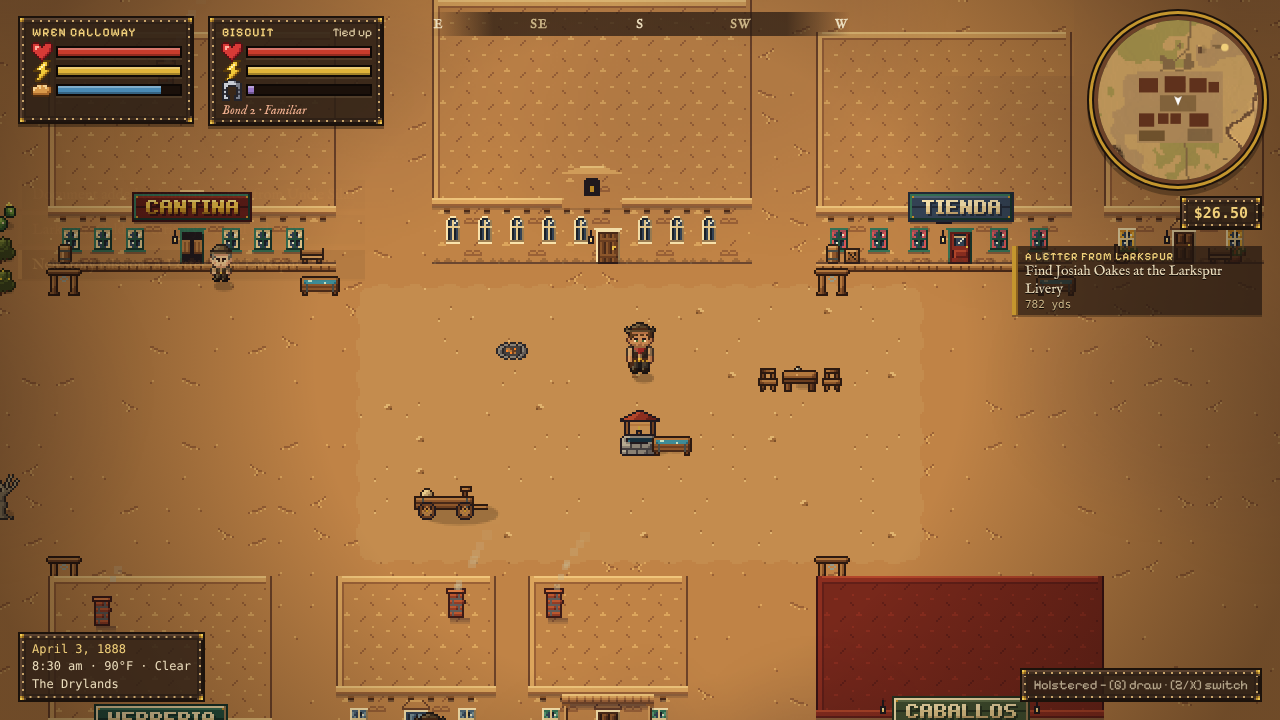 E SE S SW W
WREN CALLOWAY
BISCUIT Tied up
Bond 2 · Familiar
CANTINA
TIENDA
$26.50
A LETTER FROM LARKSPUR
Find Josiah Oakes at the Larkspur
Livery
782 yds
April 3, 1888
8:30 am · 90°F · Clear
The Drylands
Holstered - (G) draw · (Z/X) switch
HERRERIA
CABALLOS